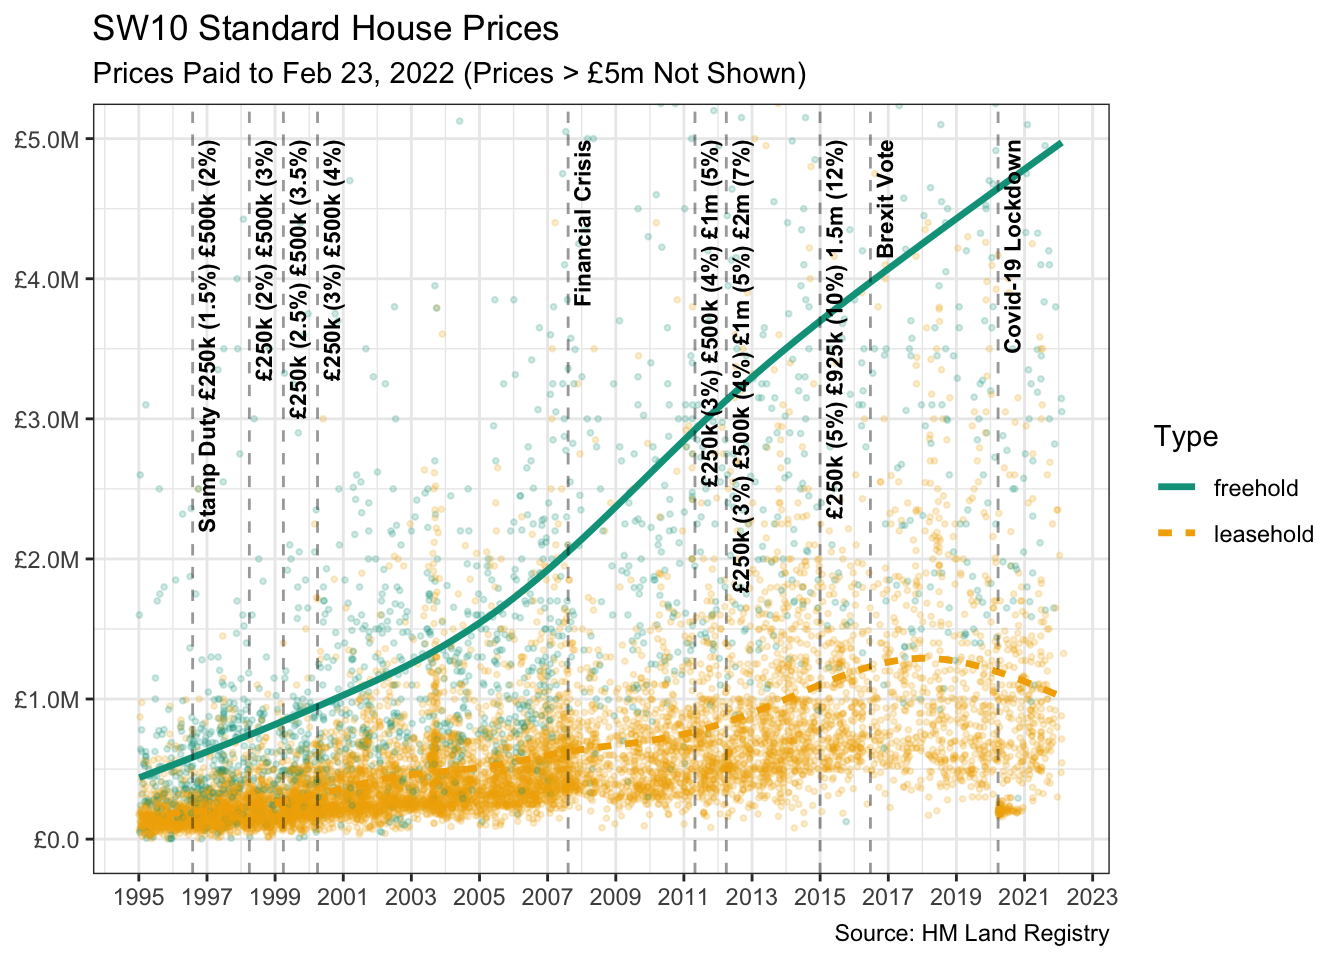 SW10 Standard House Prices
Prices Paid to Feb 23, 2022 (Prices > £5m Not Shown)
£5.0M
£4.0M
£3.0M
£2.0M
£1.0M
£0.0
Stamp Duty £250k (1.5%) £500k (2%)
£250k (2%) £500k (3%)
£250k (2.5%) £500k (3.5%)
£250k (3%) £500k (4%)
Financial Crisis
£250k (3%) £500k (4%) £1m (5%)
£250k (3%) £500k (4%) £1m (5%) £2m (7%)
£250k (5%) £925k (10%) 1.5m (12%)
Brexit Vote
Covid-19 Lockdown
1995 1997 1999 2001 2003 2005 2007 2009 2011 2013 2015 2017 2019 2021 2023
Type
freehold
leasehold
Source: HM Land Registry